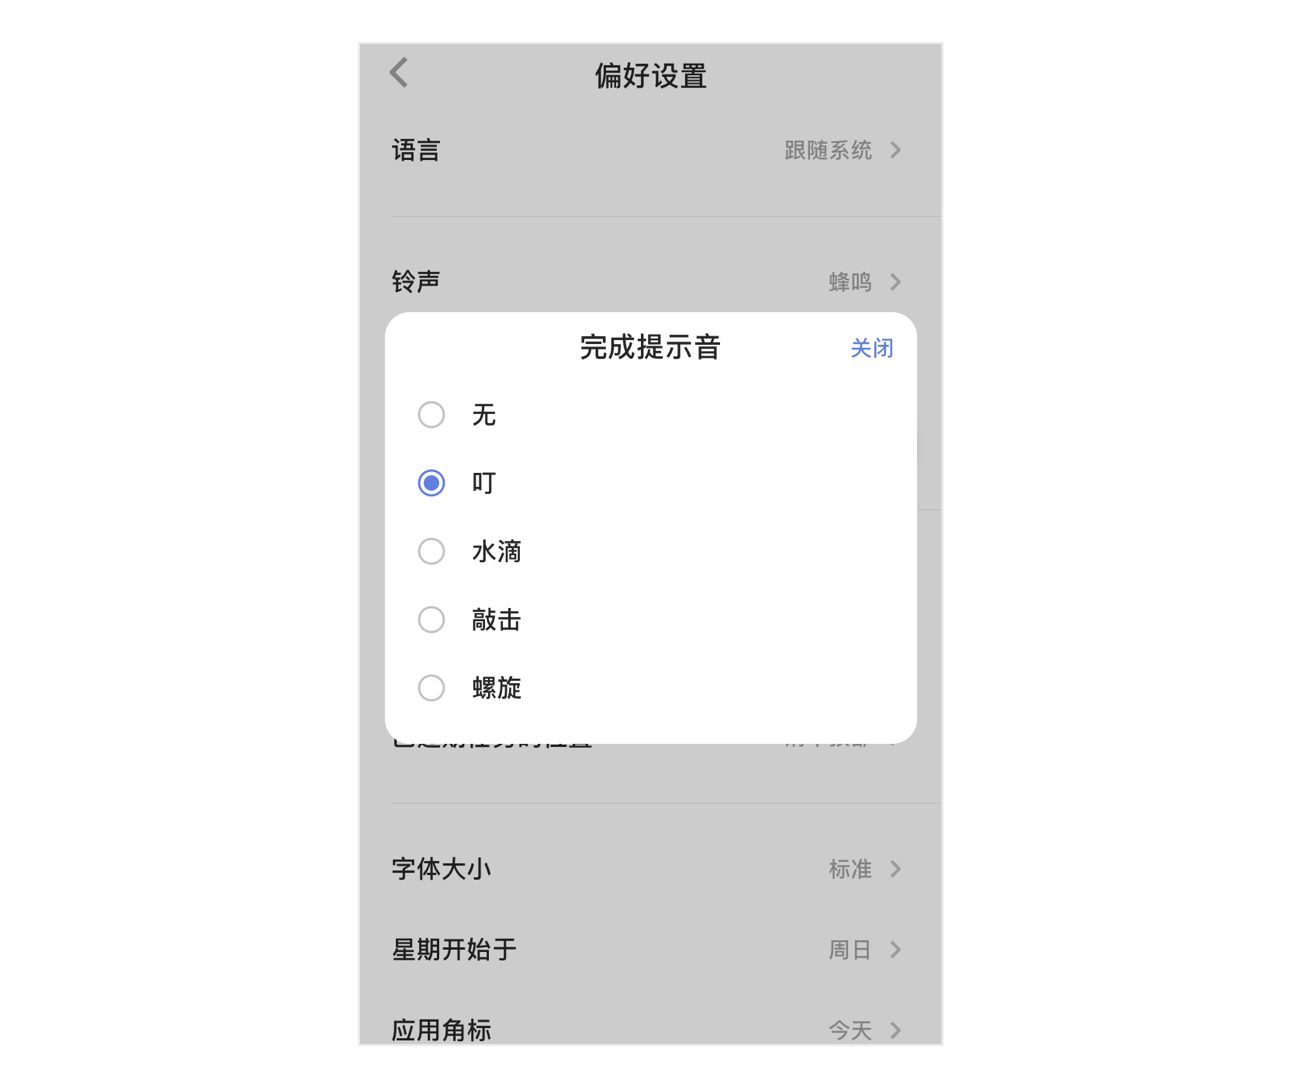 偏好设置
语言 跟随系统
铃声 蜂鸣
完成提示音 关闭
无
叮
水滴
敲击
螺旋
字体大小 标准
星期开始于 周日
应用角标 今天